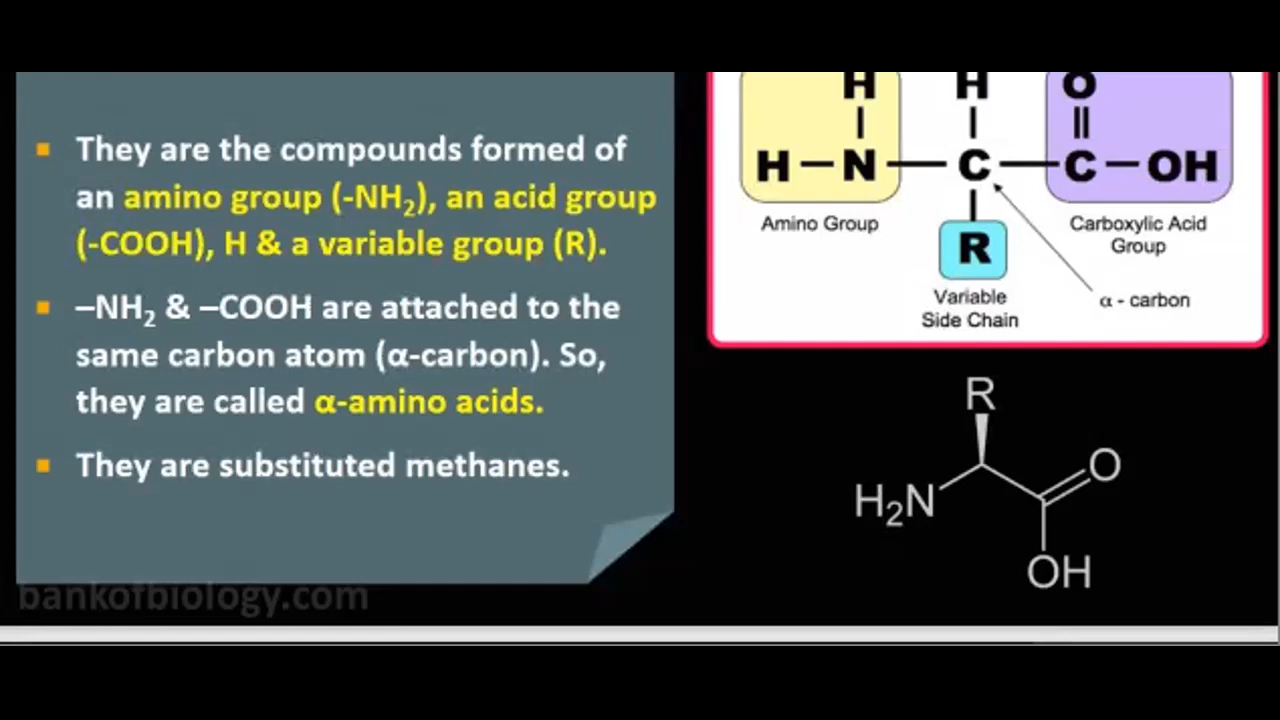 They are the compounds formed of
an amino group (-NH₂), an acid group
(-COOH), H & a variable group (R).
–NH₂ & –COOH are attached to the
same carbon atom (α-carbon). So,
they are called α-amino acids.
They are substituted methanes.
bankofbiology.com
H H O
H N C C OH
Amino Group
R
Carboxylic Acid
Group
Variable
Side Chain
α - carbon
R
H₂N
O
OH